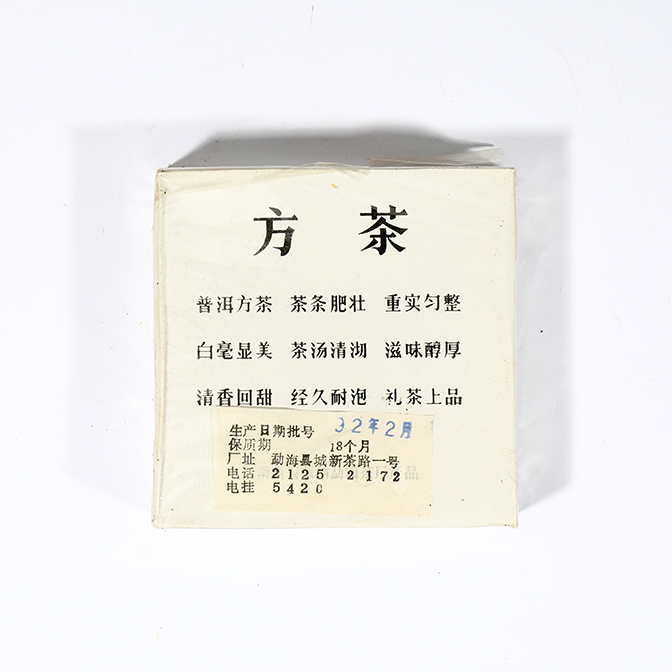 方 茶
普洱方茶 茶条肥壮 重实匀整
白毫显美 茶汤清沏 滋味醇厚
清香回甜 经久耐泡 礼茶上品
生产日期批号 92年2月
保质期 18个月
厂址 勐海县城新茶路一号
电话 2125 2172
电挂 5426